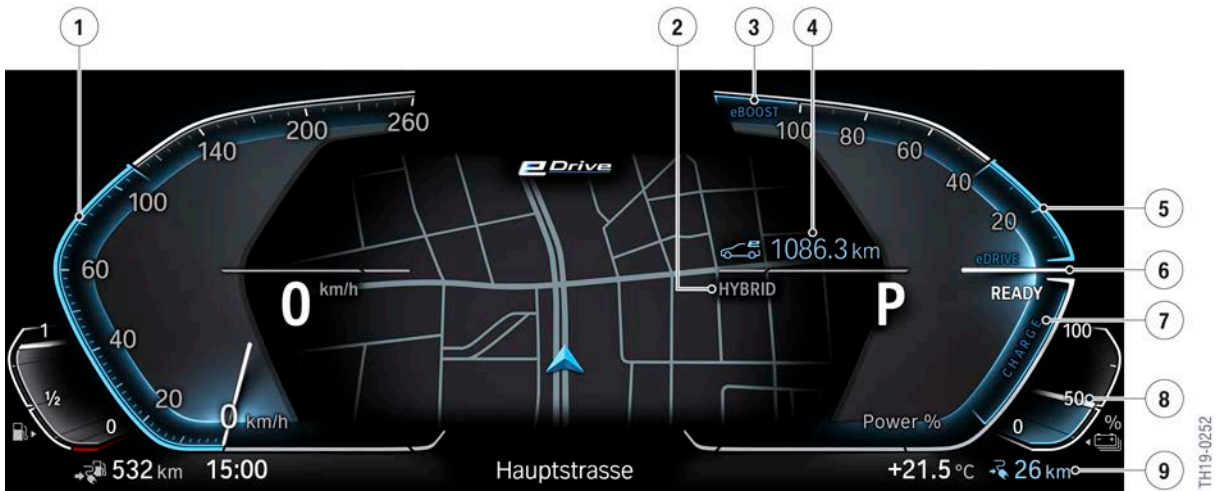 1 2 3 4
200 260
eBOOST
100 80
140
60
eDrive
100
40
20
5
1086.3 km
60
eDRIVE
6
0 km/h
HYBRID
P
READY
7
CHARGE
1
40
100
½
20
50
8
0
0 km/h
Power %
0
%
532 km 15:00 Hauptstrasse +21.5 °C 26 km
9
TH19-0252